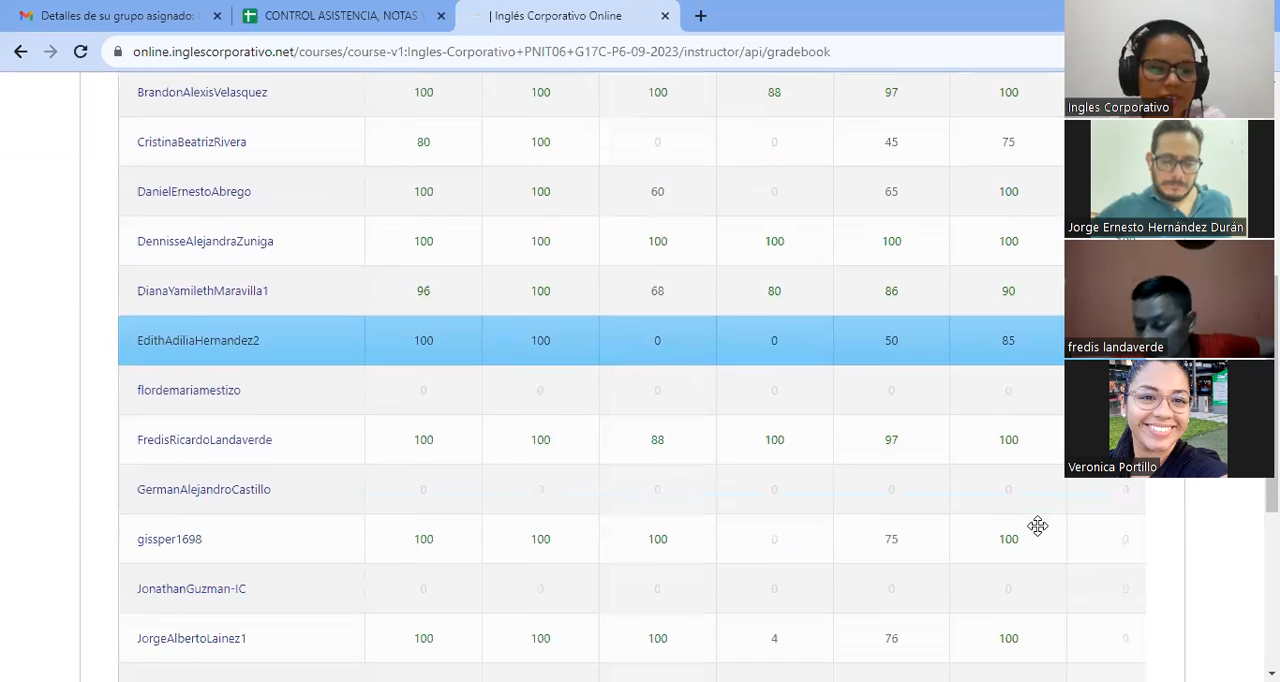 Detalles de su grupo asignado:
CONTROL ASISTENCIA, NOTAS Y
| Inglés Corporativo Online
online.inglescorporativo.net/courses/course-v1:Ingles-Corporativo+PNIT06+G17C-P6-09-2023/instructor/api/gradebook
BrandonAlexisVelasquez 100 100 100 88 97 100
CristinaBeatrizRivera 80 100 0 0 45 75
DanielErnestoAbrego 100 100 60 0 65 100
DennisseAlejandraZuniga 100 100 100 100 100 100
DianaYamilethMaravilla1 96 100 68 80 86 90
EdithAdiliaHernandez2 100 100 0 0 50 85
flordemariamestizo 0 0 0 0 0 0
FredisRicardoLandaverde 100 100 88 100 97 100
GermanAlejandroCastillo 0 0 0 0 0 0 0
gissper1698 100 100 100 0 75 100 0
JonathanGuzman-IC 0 0 0 0 0 0 0
JorgeAlbertoLainez1 100 100 100 4 76 100 0
Ingles Corporativo
Jorge Ernesto Hernández Durán
fredis landaverde
Veronica Portillo